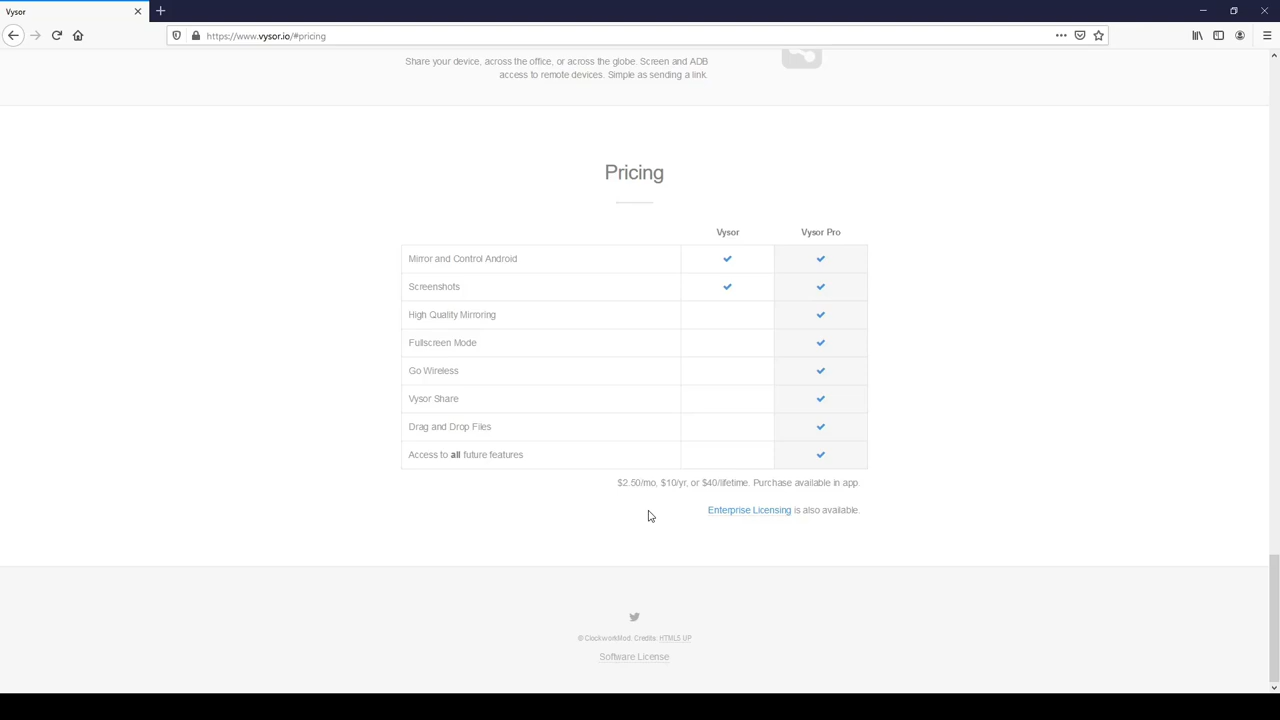 Vysor
https://www.vysor.io/#pricing
Share your device, across the office, or across the globe. Screen and ADB
access to remote devices. Simple as sending a link.
Pricing
Vysor Vysor Pro
Mirror and Control Android
Screenshots
High Quality Mirroring
Fullscreen Mode
Go Wireless
Vysor Share
Drag and Drop Files
Access to all future features
$2.50/mo, $10/yr, or $40/lifetime. Purchase available in app.
Enterprise Licensing is also available.
© ClockworkMod. Credits: HTML5 UP
Software License